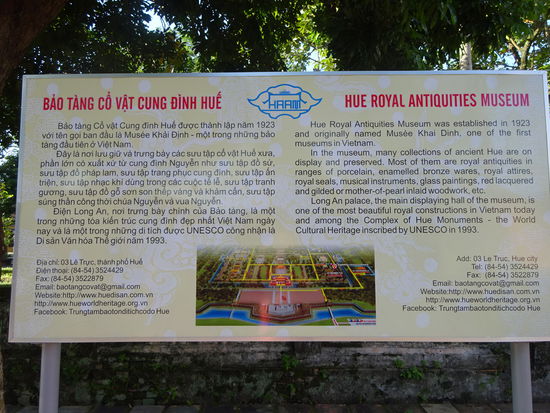 BẢO TÀNG CỔ VẬT CUNG ĐÌNH HUẾ
Bảo tàng Cổ vật Cung đình Huế được thành lập năm 1923
với tên gọi ban đầu là Musée Khải Định - một trong những bảo
tàng đầu tiên ở Việt Nam.
Đây là nơi lưu giữ và trưng bày các sưu tập cổ vật Huế xưa,
phần lớn có xuất xứ từ cung đình Nguyễn như sưu tập đồ sứ,
sưu tập đồ pháp lam, sưu tập trang phục cung đình, sưu tập ấn
triện, sưu tập nhạc khí dùng trong các cuộc tế lễ, sưu tập tranh
gương, sưu tập đồ gỗ sơn son thếp vàng và khảm cẩn, sưu tập
súng thần công thời chúa Nguyễn và vua Nguyễn.
Điện Long An, nơi trưng bày chính của Bảo tàng, là một
trong những tòa kiến trúc cung đình đẹp nhất Việt Nam ngày
nay và là một trong những di tích được UNESCO công nhận là
Di sản Văn hóa Thế giới năm 1993.
Địa chỉ: 03 Lê Trực, thành phố Huế
Điện thoại: (84-54) 3524429
Fax: (84-54) 3522879
Email: baotangcovat@gmail.com
Website:http://www.huedisan.com.vn
http://www.hueworldheritage.org.vn
Facebook: Trungtambaotonditichcodo Hue
HRAM
HUE ROYAL ANTIQUITIES MUSEUM
Hue Royal Antiquities Museum was established in 1923
and originally named Musée Khai Dinh, one of the first
museums in Vietnam.
In the museum, many collections of ancient Hue are on
display and preserved. Most of them are royal antiquities in
ranges of porcelain, enamelled bronze wares, royal attires,
royal seals, musical instruments, glass paintings, red lacquered
and gilded or mother-of-pearl inlaid woodwork, etc.
Long An palace, the main displaying hall of the museum, is
one of the most beautiful royal constructions in Vietnam today
and among the Complex of Hue Monuments - the World
Cultural Heritage inscribed by UNESCO in 1993.
Add: 03 Le Truc, Hue city
Tel: (84-54) 3524429
Fax: (84-54) 3522879
Email: baotangcovat@gmail.com
Website:http://www.huedisan.com.vn
http://www.hueworldheritage.org.vn
Facebook: Trungtambaotonditichcodo Hue